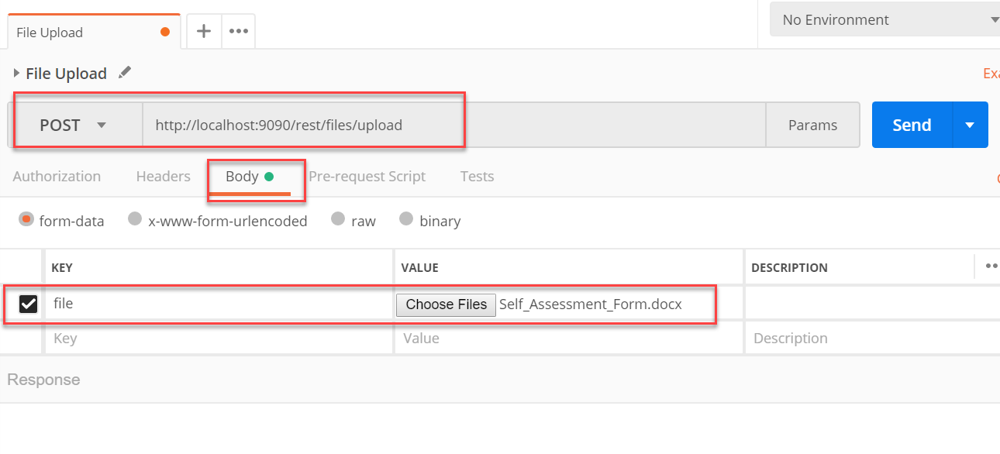 File Upload
No Environment
File Upload
POST http://localhost:9090/rest/files/upload Params Send
Authorization Headers Body Pre-request Script Tests
form-data x-www-form-urlencoded raw binary
KEY VALUE DESCRIPTION
file Choose Files Self_Assessment_Form.docx
Key Value Description
Response